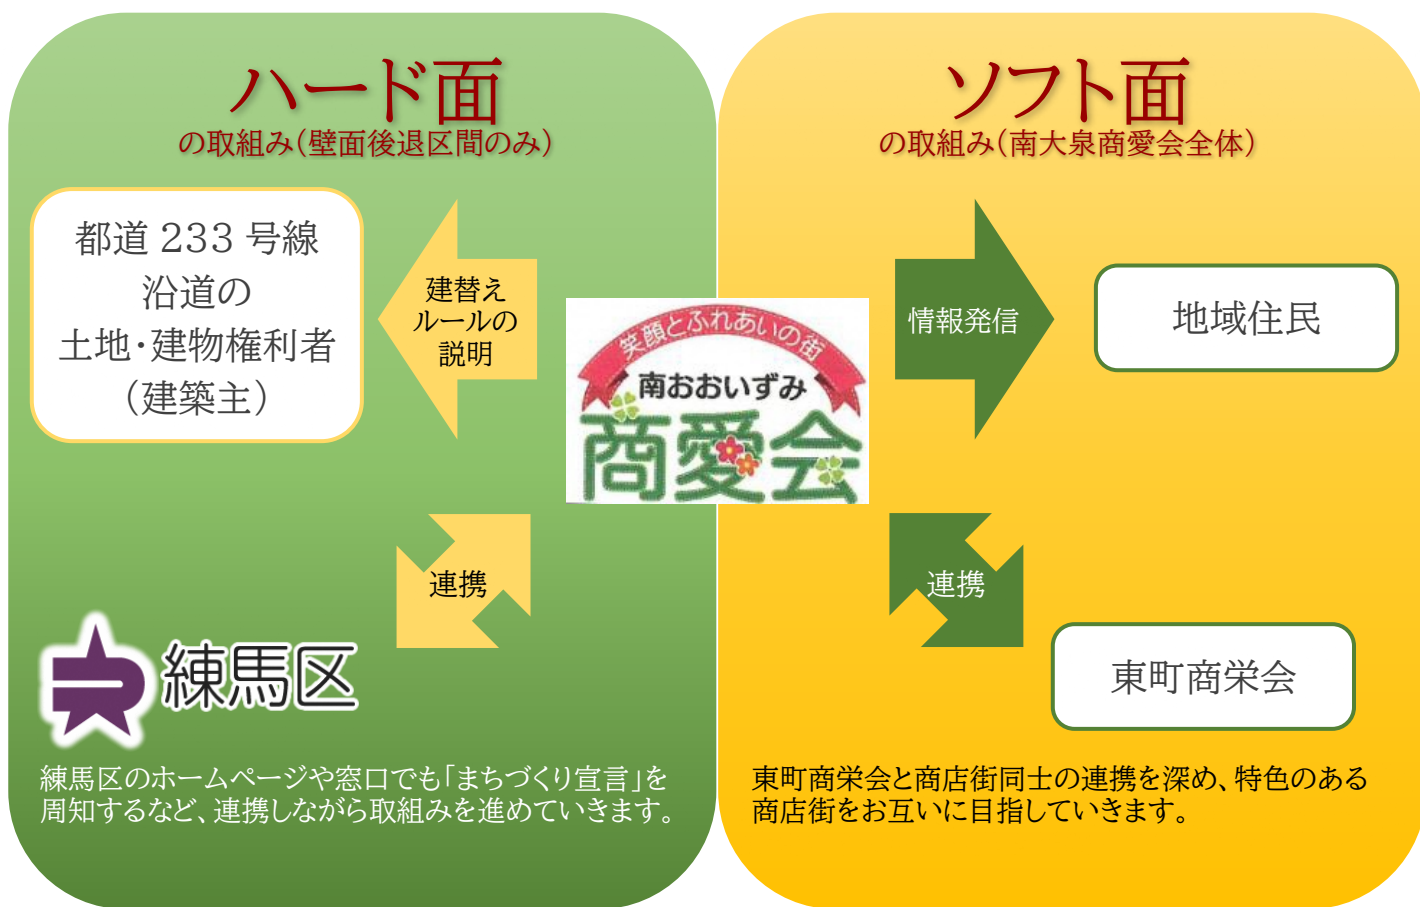 ハード面
の取組み（壁面後退区間のみ）
都道 233 号線
沿道の
土地・建物権利者
（建築主）
建替え
ルールの
説明
連携
練馬区
練馬区のホームページや窓口でも「まちづくり宣言」を
周知するなど、連携しながら取組みを進めていきます。
笑顔とふれあいの街
南おおいずみ
商愛会
ソフト面
の取組み（南大泉商愛会全体）
情報発信
地域住民
連携
東町商栄会
東町商栄会と商店街同士の連携を深め、特色のある
商店街をお互いに目指していきます。